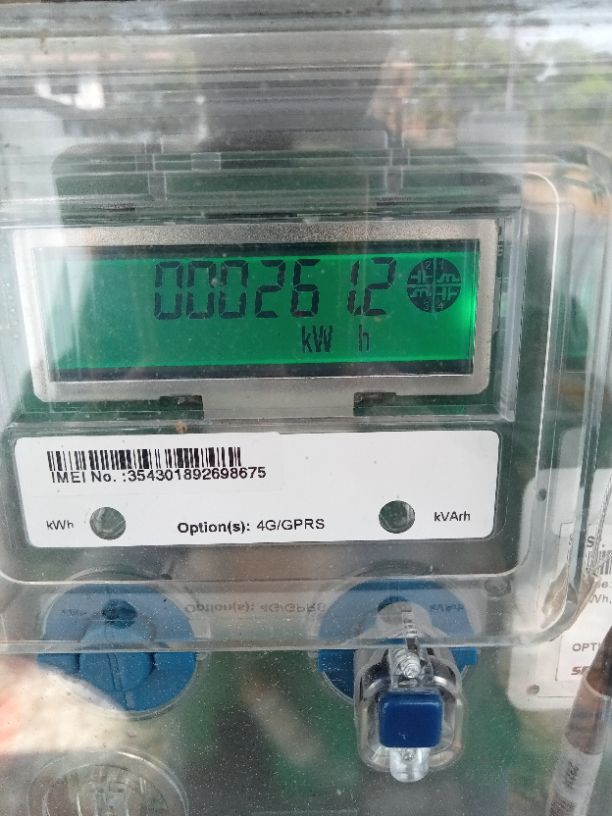 000261.2
kW h
IMEI No. :354301892698675
kWh
Option(s): 4G/GPRS
kVArh